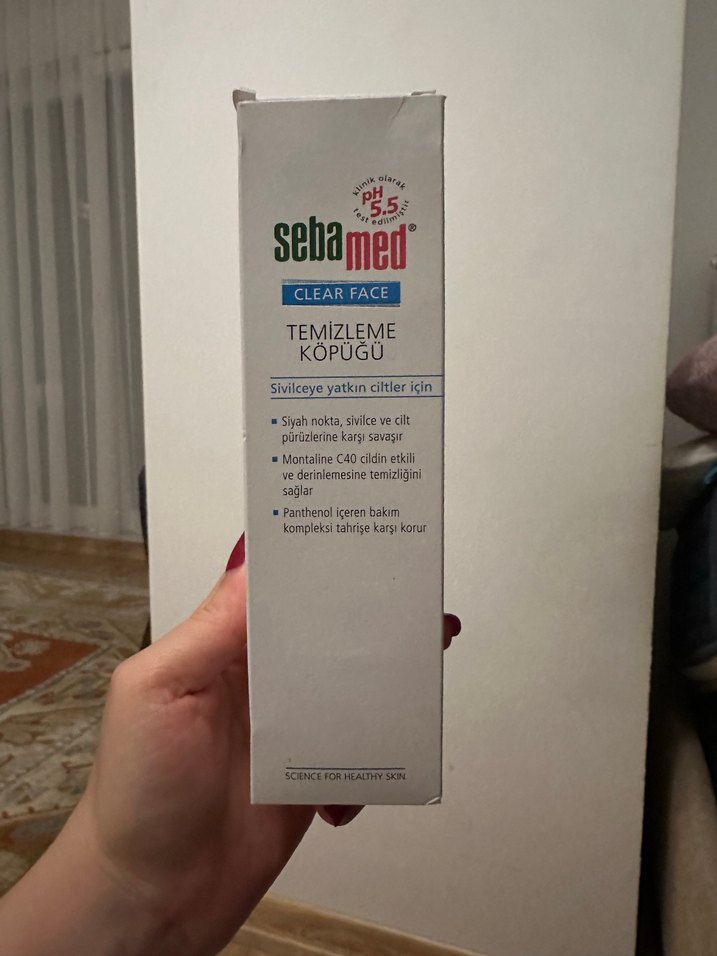 klinik olarak
pH
5.5
test edilmiştir
sebamed®
CLEAR FACE
TEMİZLEME
KÖPÜĞÜ
Sivilceye yatkın ciltler için
▪ Siyah nokta, sivilce ve cilt
pürüzlerine karşı savaşır
▪ Montaline C40 cildin etkili
ve derinlemesine temizliğini
sağlar
▪ Panthenol içeren bakım
kompleksi tahrişe karşı korur
SCIENCE FOR HEALTHY SKIN